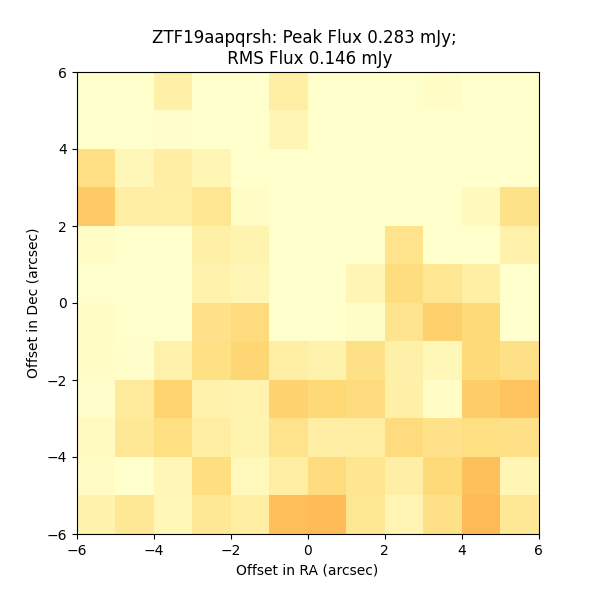 ZTF19aapqrsh: Peak Flux 0.283 mJy;
RMS Flux 0.146 mJy
6
4
2
0
−2
−4
−6
Offset in Dec (arcsec)
−6 −4 −2 0 2 4 6
Offset in RA (arcsec)